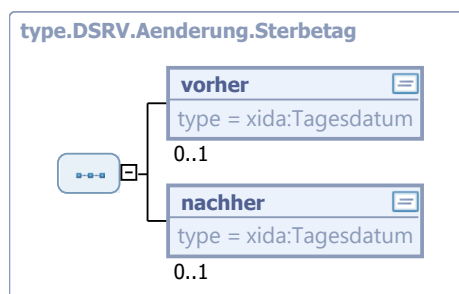 type.DSRV.Aenderung.Sterbetag
vorher
type = xida:Tagesdatum
0..1
nachher
type = xida:Tagesdatum
0..1